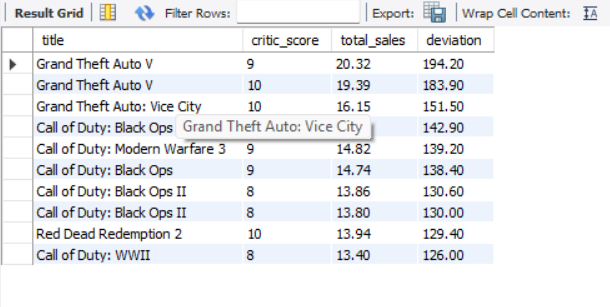 Result Grid Filter Rows: Export: Wrap Cell Content: IA
title critic_score total_sales deviation
Grand Theft Auto V 9 20.32 194.20
Grand Theft Auto V 10 19.39 183.90
Grand Theft Auto: Vice City 10 16.15 151.50
Call of Duty: Black Ops 142.90
Grand Theft Auto: Vice City
Call of Duty: Modern Warfare 3 9 14.82 139.20
Call of Duty: Black Ops 9 14.74 138.40
Call of Duty: Black Ops II 8 13.86 130.60
Call of Duty: Black Ops II 8 13.80 130.00
Red Dead Redemption 2 10 13.94 129.40
Call of Duty: WWII 8 13.40 126.00